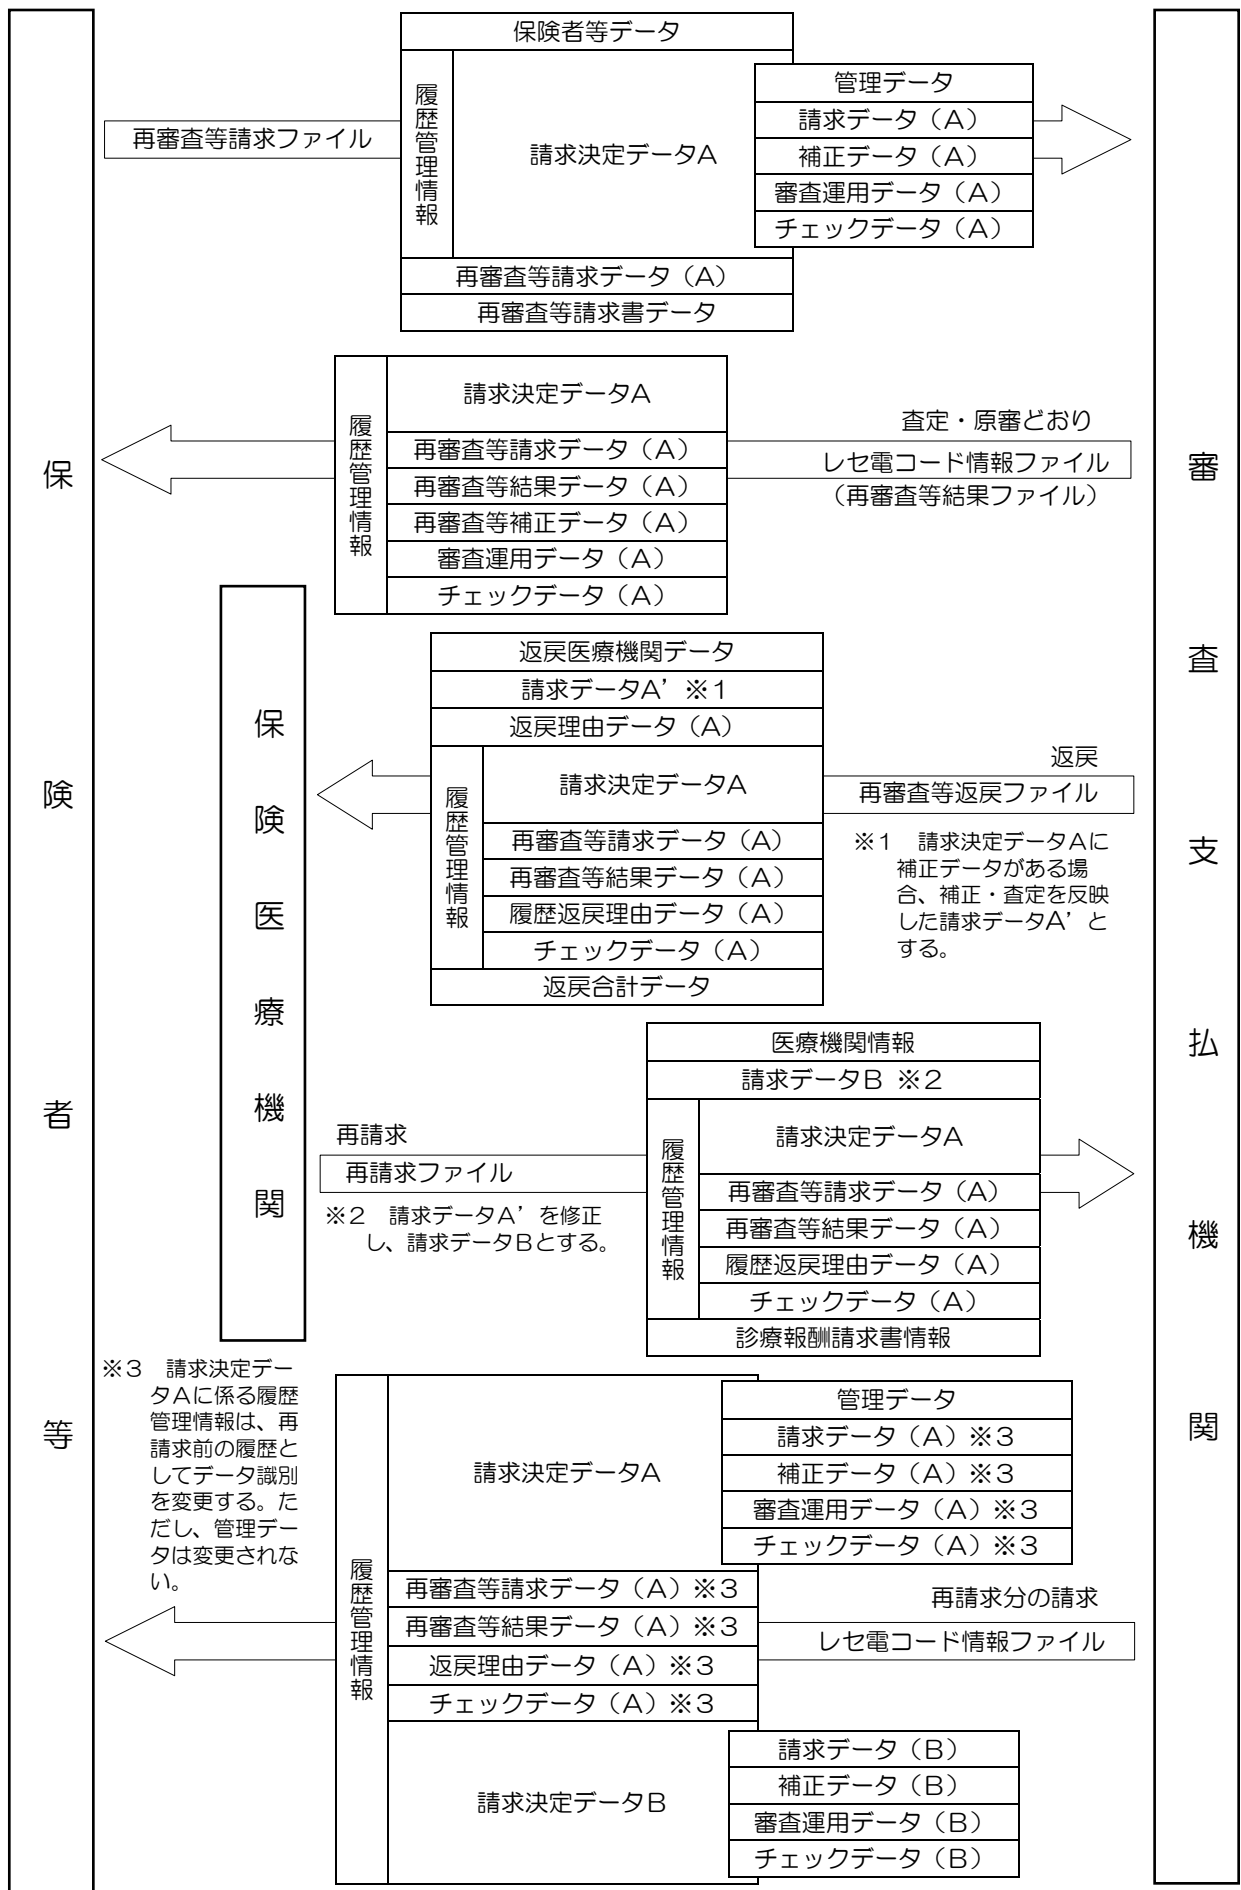 保険者等
審査支払機関
保険医療機関
保険者等データ
履歴管理情報
請求決定データA
管理データ
請求データ（A）
補正データ（A）
審査運用データ（A）
チェックデータ（A）
再審査等請求データ（A）
再審査等請求書データ
再審査等請求ファイル
履歴管理情報
請求決定データA
再審査等請求データ（A）
再審査等結果データ（A）
再審査等補正データ（A）
審査運用データ（A）
チェックデータ（A）
査定・原審どおり
レセ電コード情報ファイル
（再審査等結果ファイル）
返戻医療機関データ
請求データA’ ※1
返戻理由データ（A）
履歴管理情報
請求決定データA
再審査等請求データ（A）
再審査等結果データ（A）
履歴返戻理由データ（A）
チェックデータ（A）
返戻合計データ
返戻
再審査等返戻ファイル
※1　請求決定データAに
補正データがある場
合、補正・査定を反映
した請求データA’と
する。
医療機関情報
請求データB ※2
履歴管理情報
請求決定データA
再審査等請求データ（A）
再審査等結果データ（A）
履歴返戻理由データ（A）
チェックデータ（A）
診療報酬請求書情報
再請求
再請求ファイル
※2　請求データA’を修正
し、請求データBとする。
※3　請求決定デー
タAに係る履歴
管理情報は、再
請求前の履歴と
してデータ識別
を変更する。た
だし、管理デー
タは変更されな
い。
履歴管理情報
請求決定データA
管理データ
請求データ（A）※3
補正データ（A）※3
審査運用データ（A）※3
チェックデータ（A）※3
再審査等請求データ（A）※3
再審査等結果データ（A）※3
返戻理由データ（A）※3
チェックデータ（A）※3
再請求分の請求
レセ電コード情報ファイル
請求決定データB
請求データ（B）
補正データ（B）
審査運用データ（B）
チェックデータ（B）